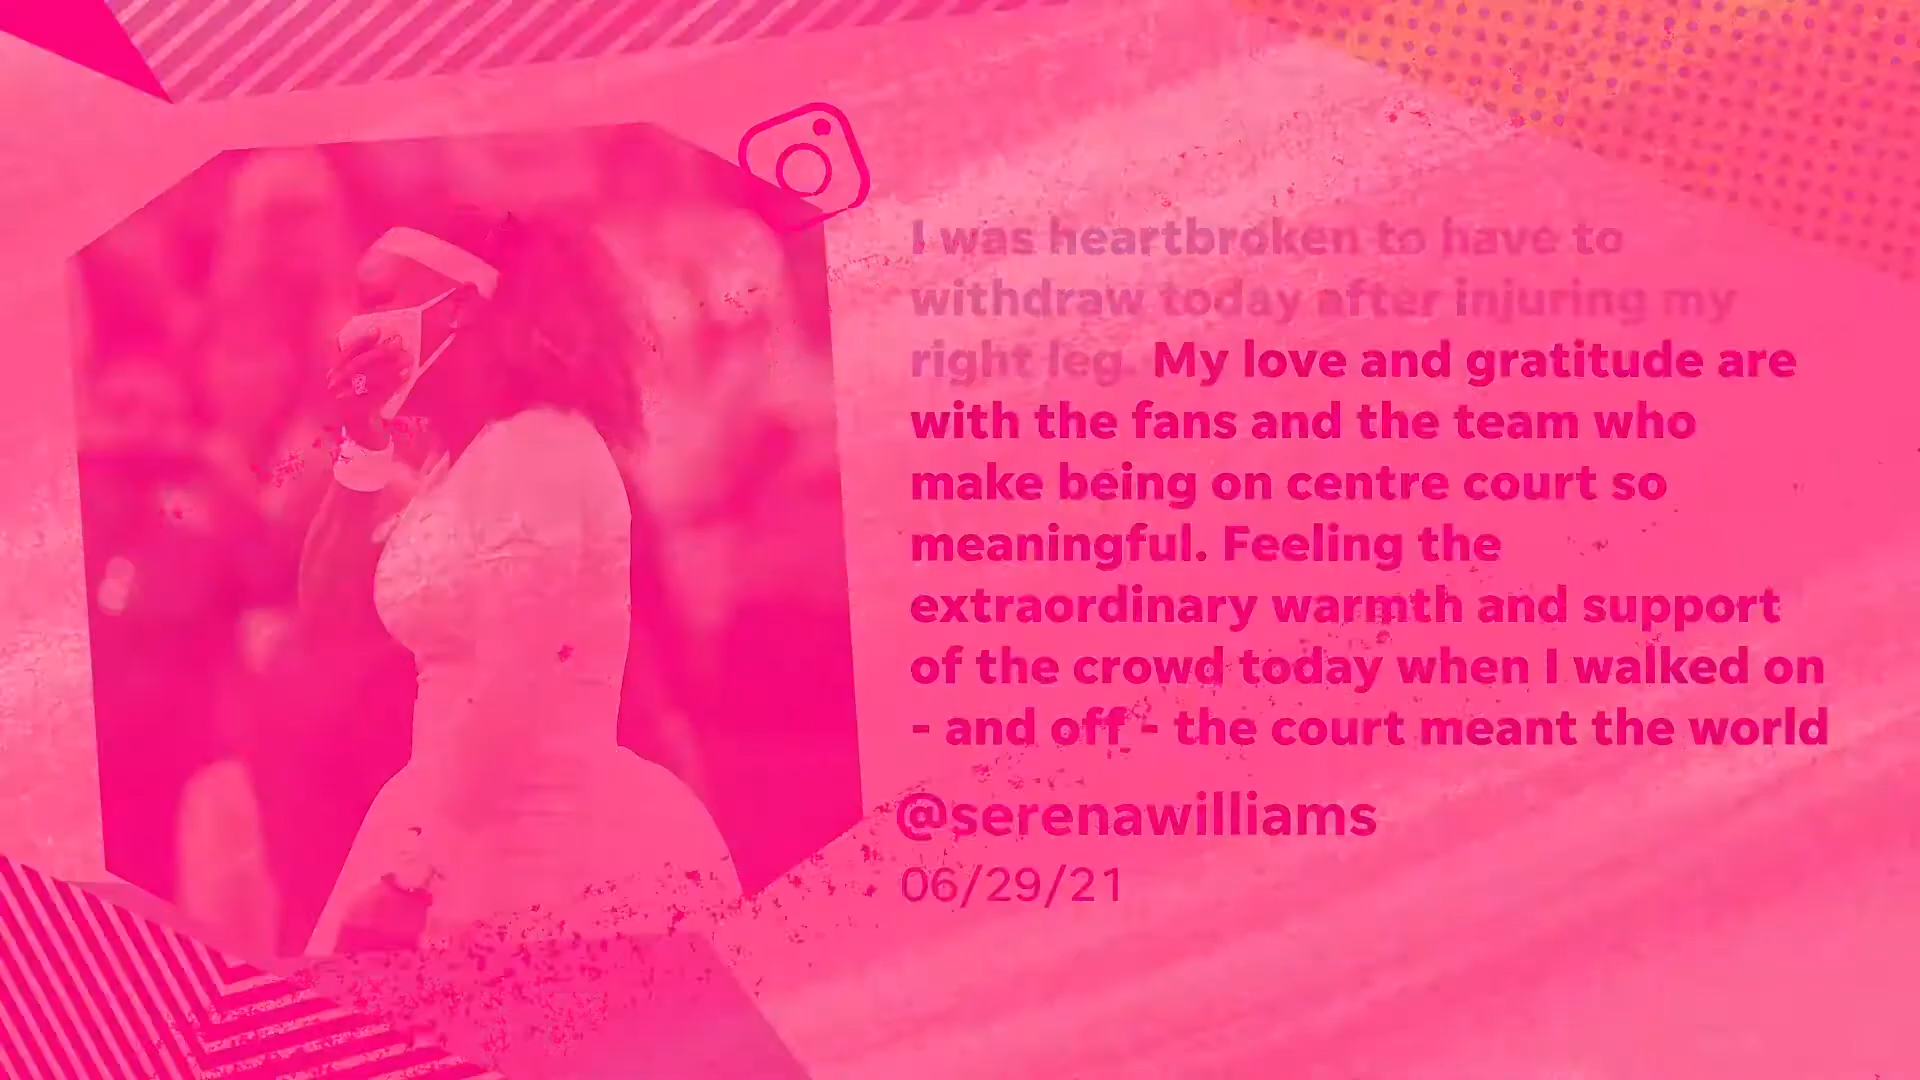 I was heartbroken to have to
withdraw today after injuring my
right leg. My love and gratitude are
with the fans and the team who
make being on centre court so
meaningful. Feeling the
extraordinary warmth and support
of the crowd today when I walked on
- and off - the court meant the world
@serenawilliams
06/29/21